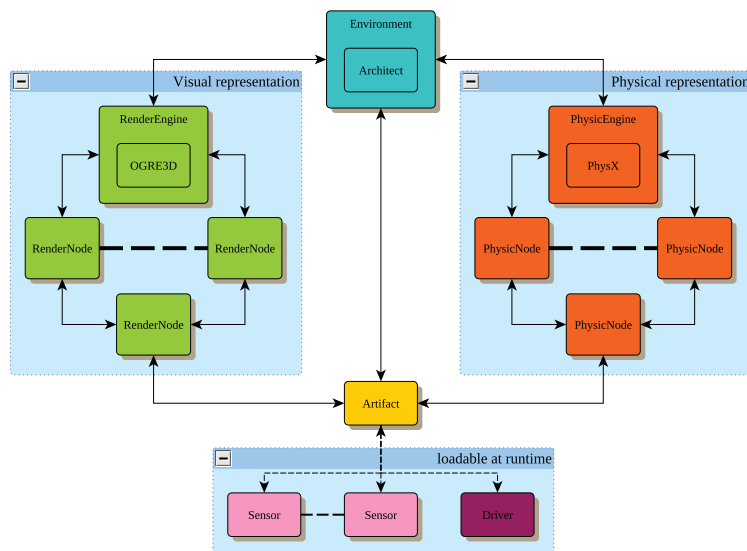 Environment
Architect
Visual representation
Physical representation
RenderEngine
OGRE3D
PhysicEngine
PhysX
RenderNode
RenderNode
PhysicNode
PhysicNode
RenderNode
PhysicNode
Artifact
loadable at runtime
Sensor
Sensor
Driver